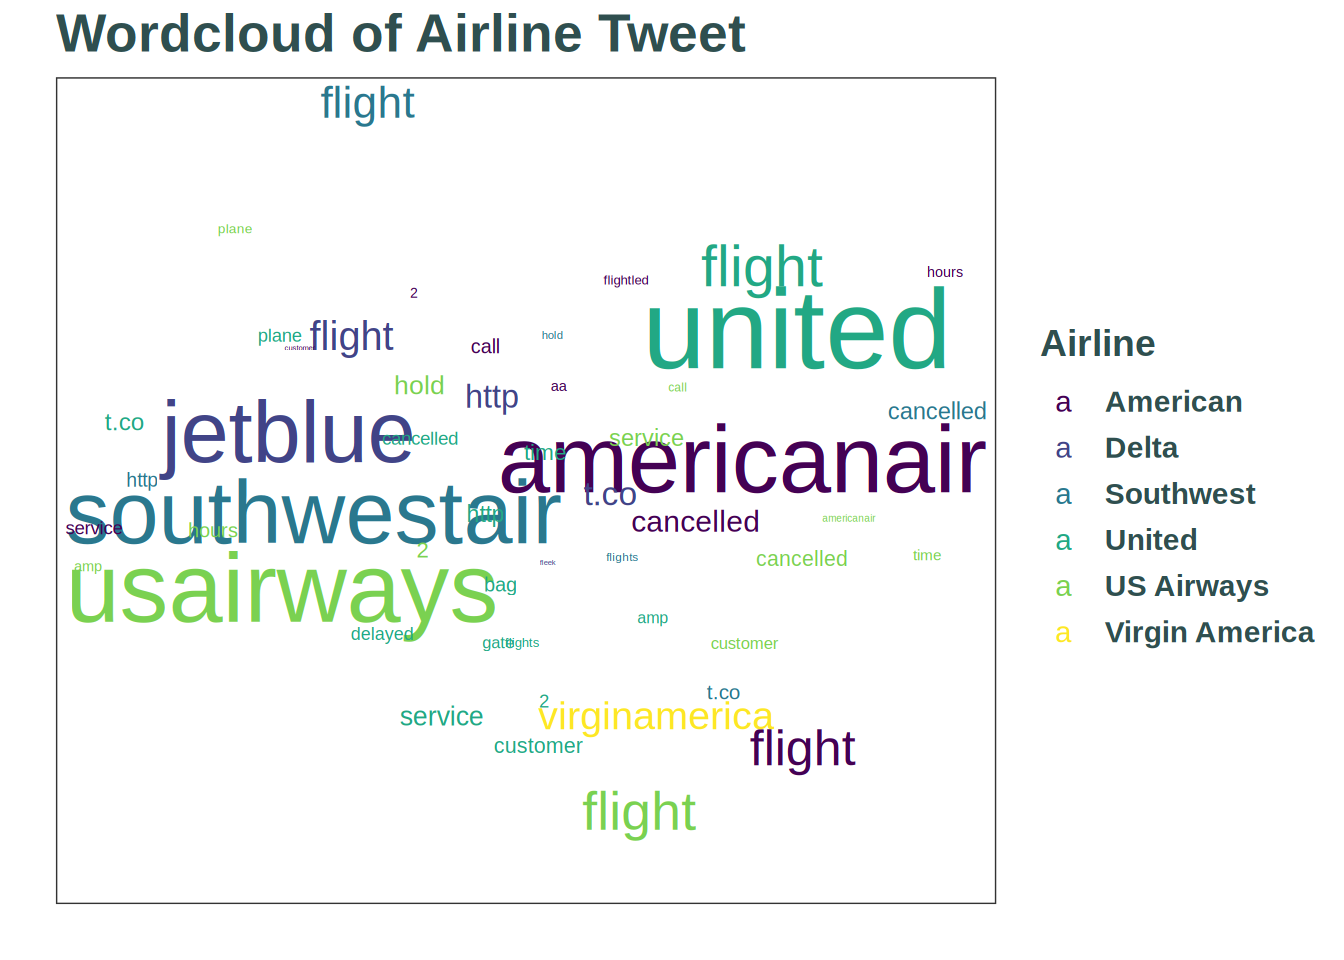 Wordcloud of Airline Tweet
flight
plane
flight
hours
flightled
2
united
plane
flight
customer
call
hold
hold
http
aa
call
t.co
jetblue
cancelled
cancelled
service
americanair
time
http
t.co
southwestair
service
hours
http
cancelled
americanair
2
amp
usairways
fleek
flights
cancelled
time
bag
amp
delayed
gate
flights
customer
t.co
2
service
virginamerica
customer
flight
flight
Airline
a American
a Delta
a Southwest
a United
a US Airways
a Virgin America